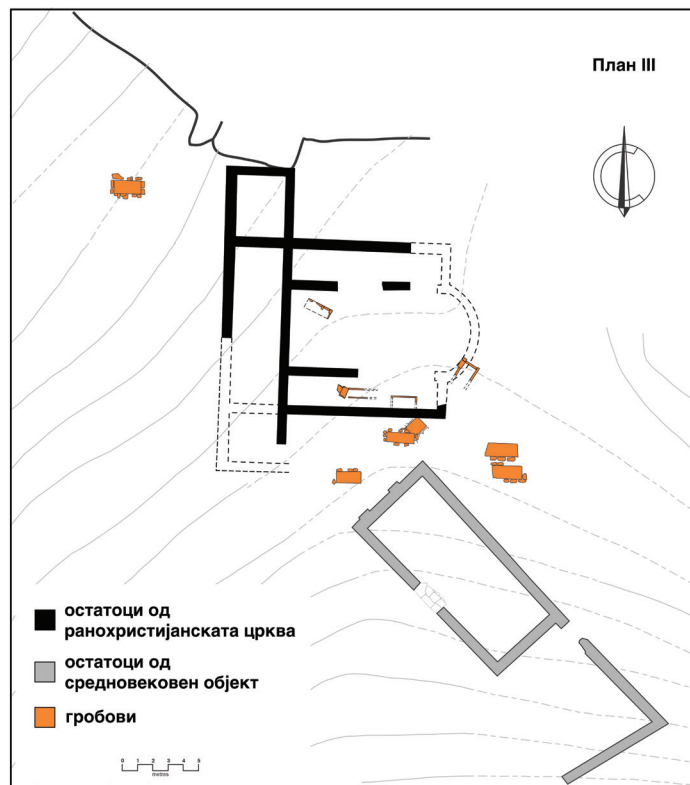 План III
остатоци од
ранохристијанската црква
остатоци од
средновековен објект
гробови
0 1 2 3 4 5
metres